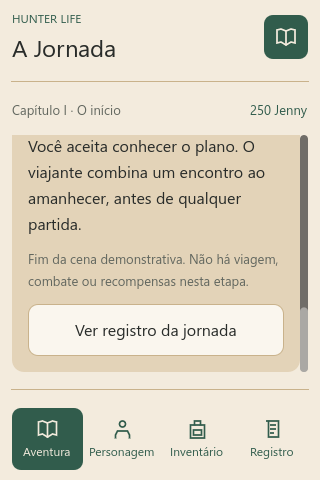 HUNTER LIFE
A Jornada
Capítulo I · O início
250 Jenny
Você aceita conhecer o plano. O
viajante combina um encontro ao
amanhecer, antes de qualquer
partida.
Fim da cena demonstrativa. Não há viagem,
combate ou recompensas nesta etapa.
Ver registro da jornada
Aventura
Personagem
Inventário
Registro